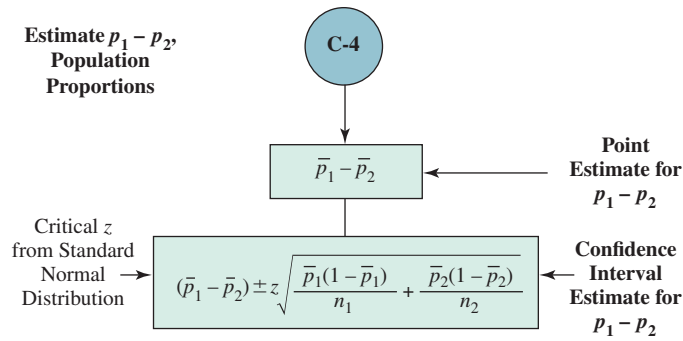 Estimate p₁ – p₂,
Population
Proportions
C-4
p̅₁ – p̅₂
Point
Estimate for
p₁ – p₂
Critical z
from Standard
Normal
Distribution
(p̅₁ – p̅₂) ± z √( p̅₁(1 – p̅₁)/n₁ + p̅₂(1 – p̅₂)/n₂ )
Confidence
Interval
Estimate for
p₁ – p₂